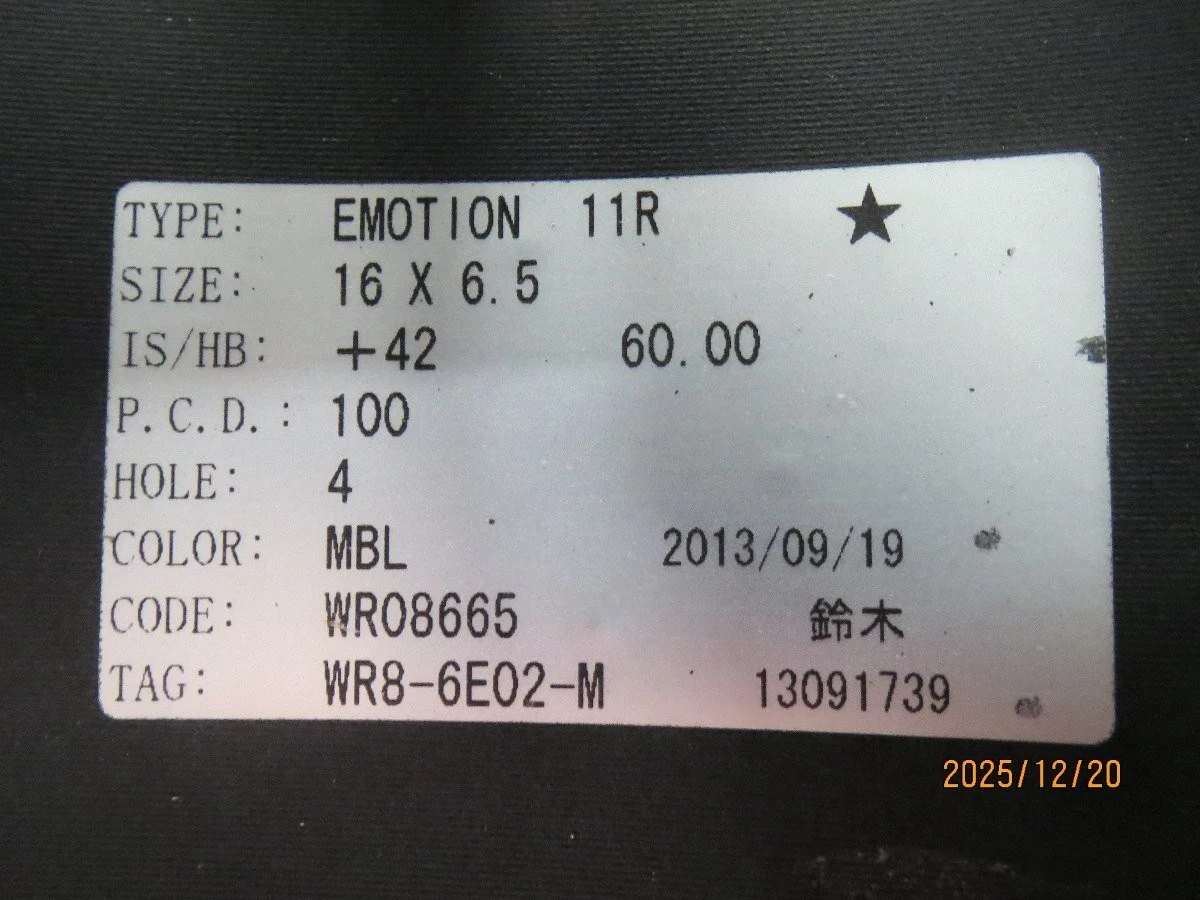 TYPE: EMOTION 11R ★
SIZE: 16 X 6.5
IS/HB: +42 60.00
P.C.D.: 100
HOLE: 4
COLOR: MBL 2013/09/19
CODE: WR08665 鈴木
TAG: WR8-6E02-M 13091739
2025/12/20